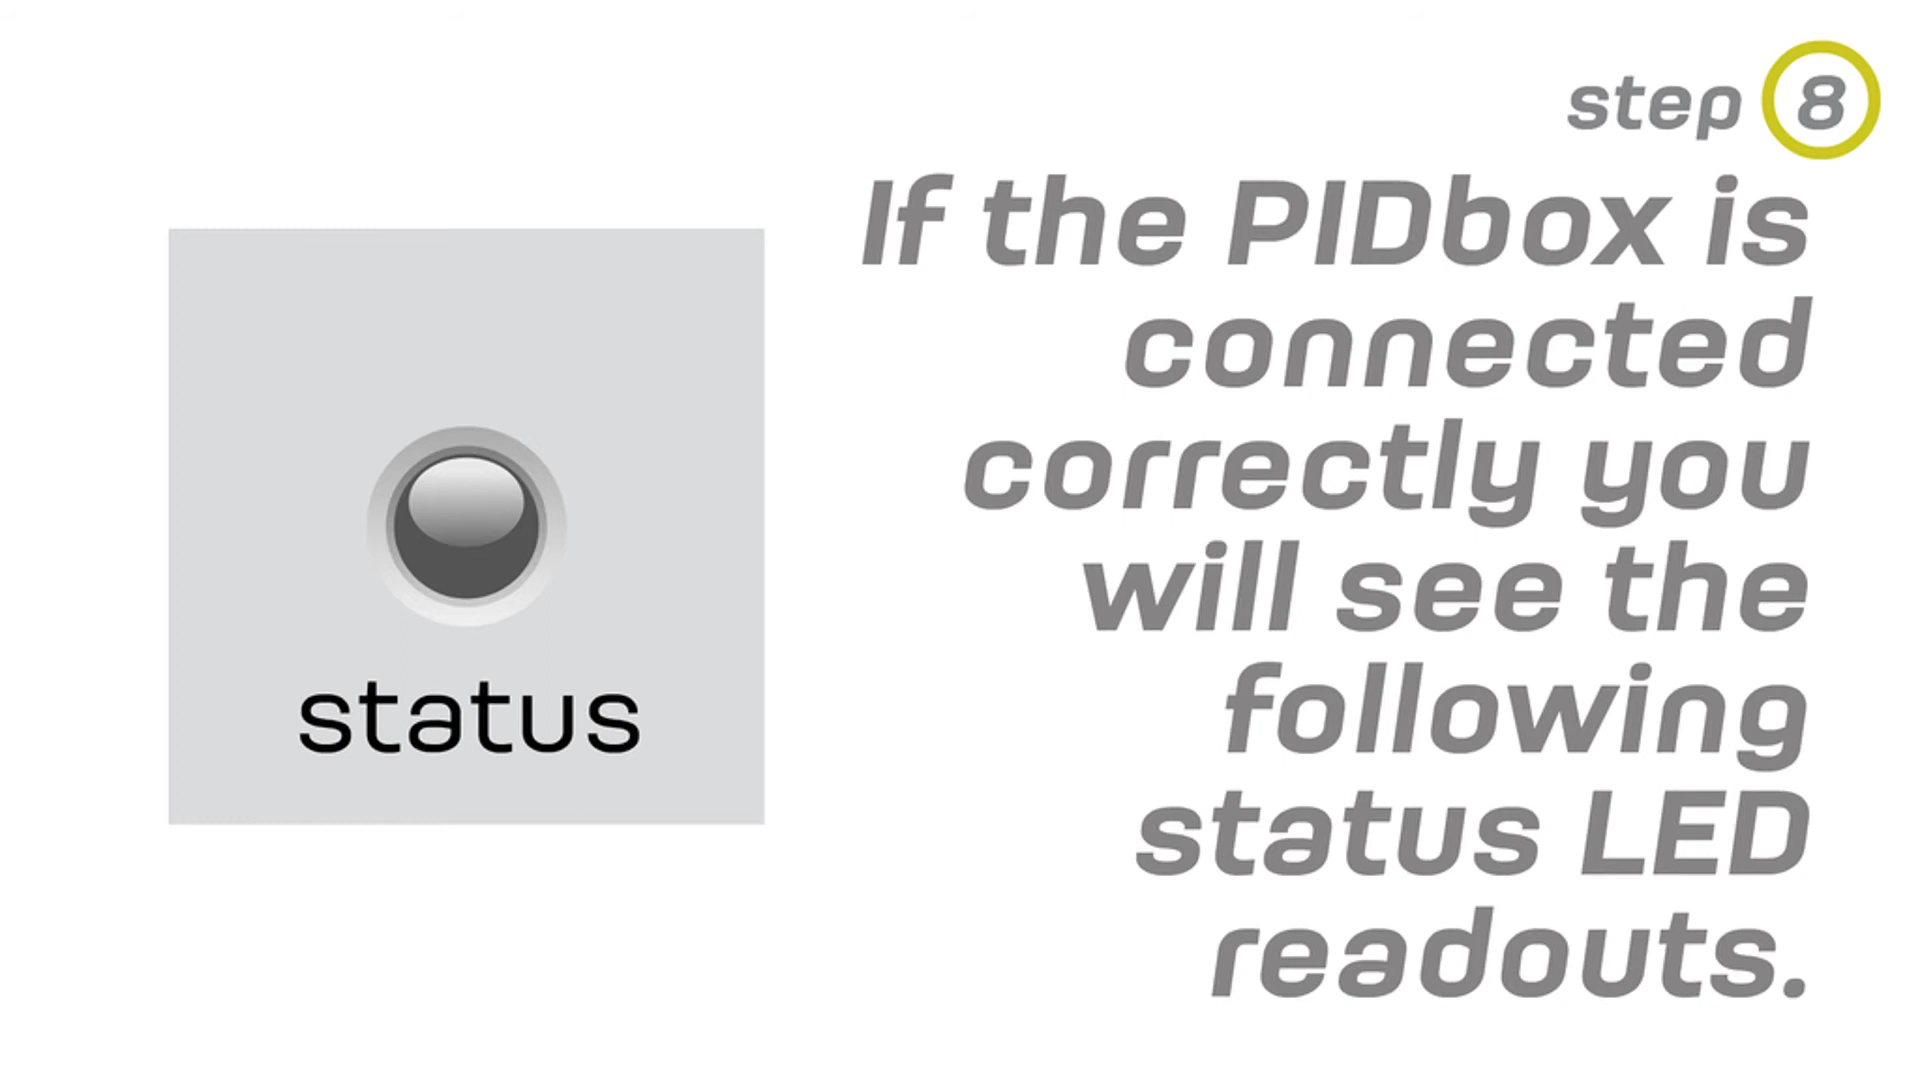 step 8
If the PIDbox is
connected
correctly you
will see the
following
status LED
readouts.
status